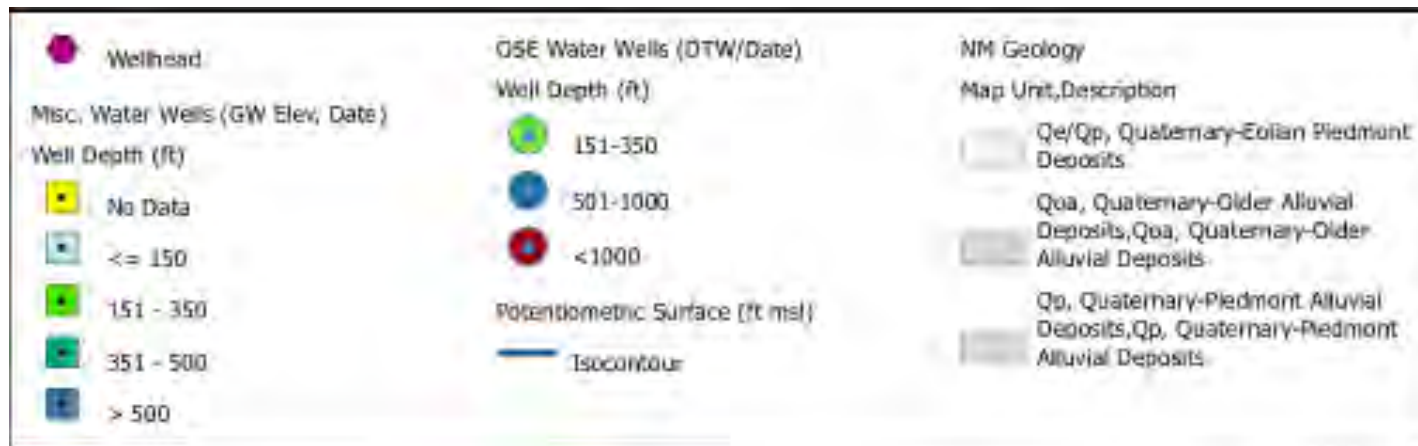 Wellhead
Misc. Water Wells (GW Elev, Date)
Well Depth (ft)
No Data
<= 150
151 - 350
351 - 500
> 500
OSE Water Wells (DTW/Date)
Well Depth (ft)
151-350
501-1000
<1000
Potentiometric Surface (ft msl)
Isocontour
NM Geology
Map Unit,Description
Qe/Qp, Quaternary-Eolian Piedmont
Deposits
Qoa, Quaternary-Older Alluvial
Deposits,Qoa, Quaternary-Older
Alluvial Deposits
Qp, Quaternary-Piedmont Alluvial
Deposits,Qp, Quaternary-Piedmont
Alluvial Deposits